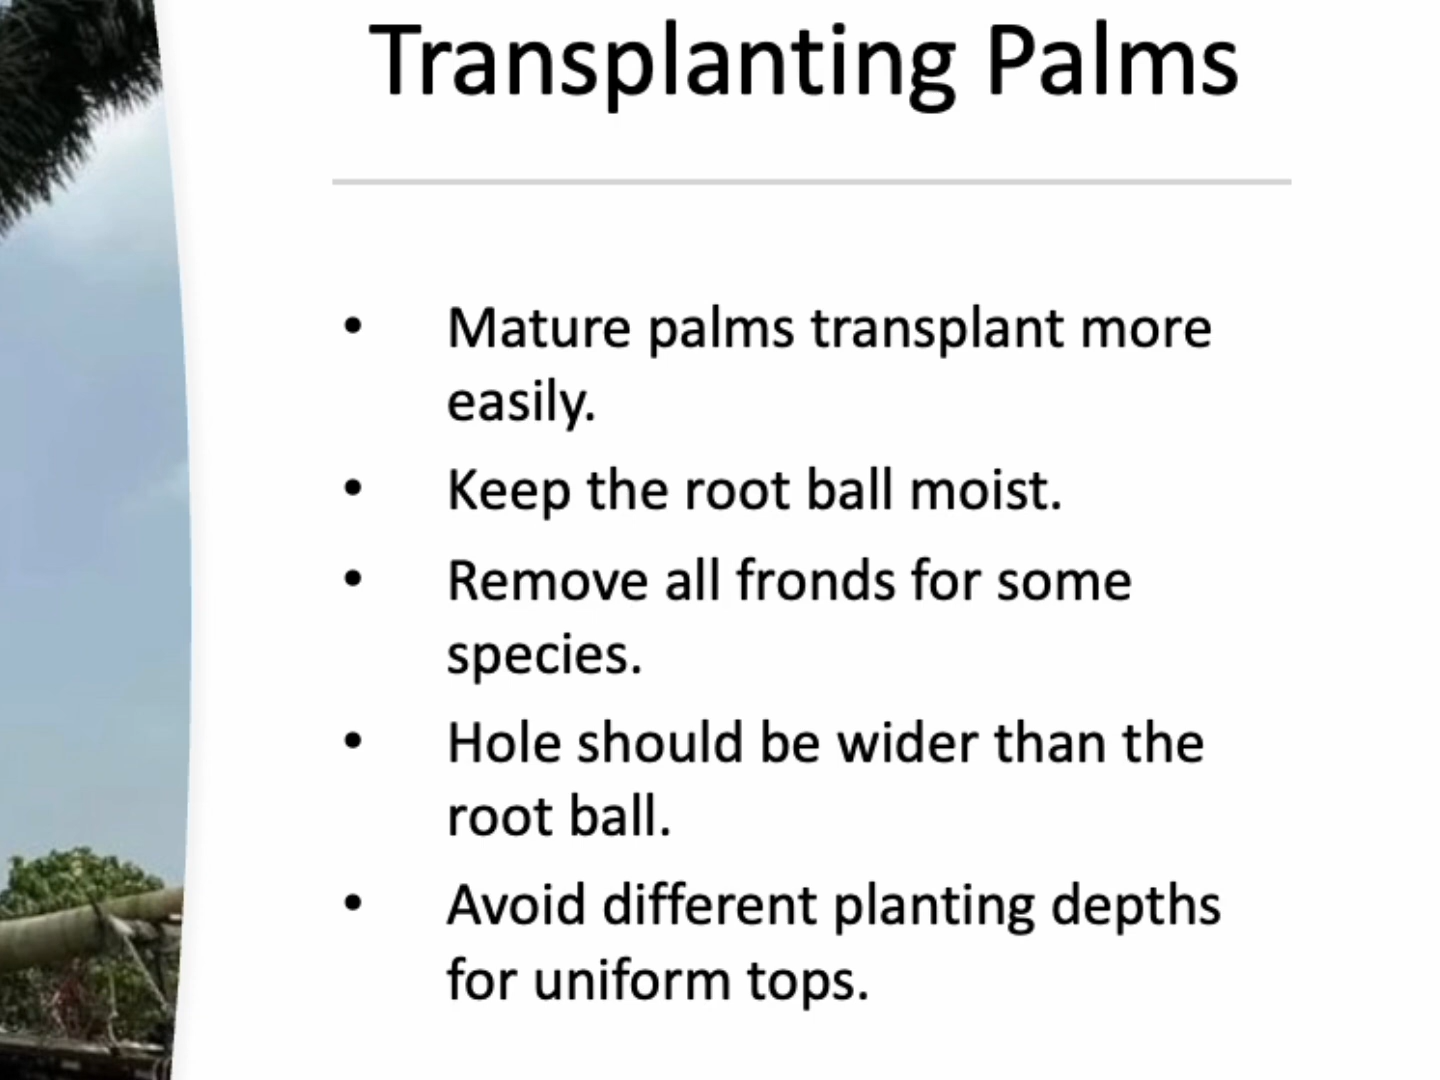 Transplanting Palms
• Mature palms transplant more
easily.
• Keep the root ball moist.
• Remove all fronds for some
species.
• Hole should be wider than the
root ball.
• Avoid different planting depths
for uniform tops.